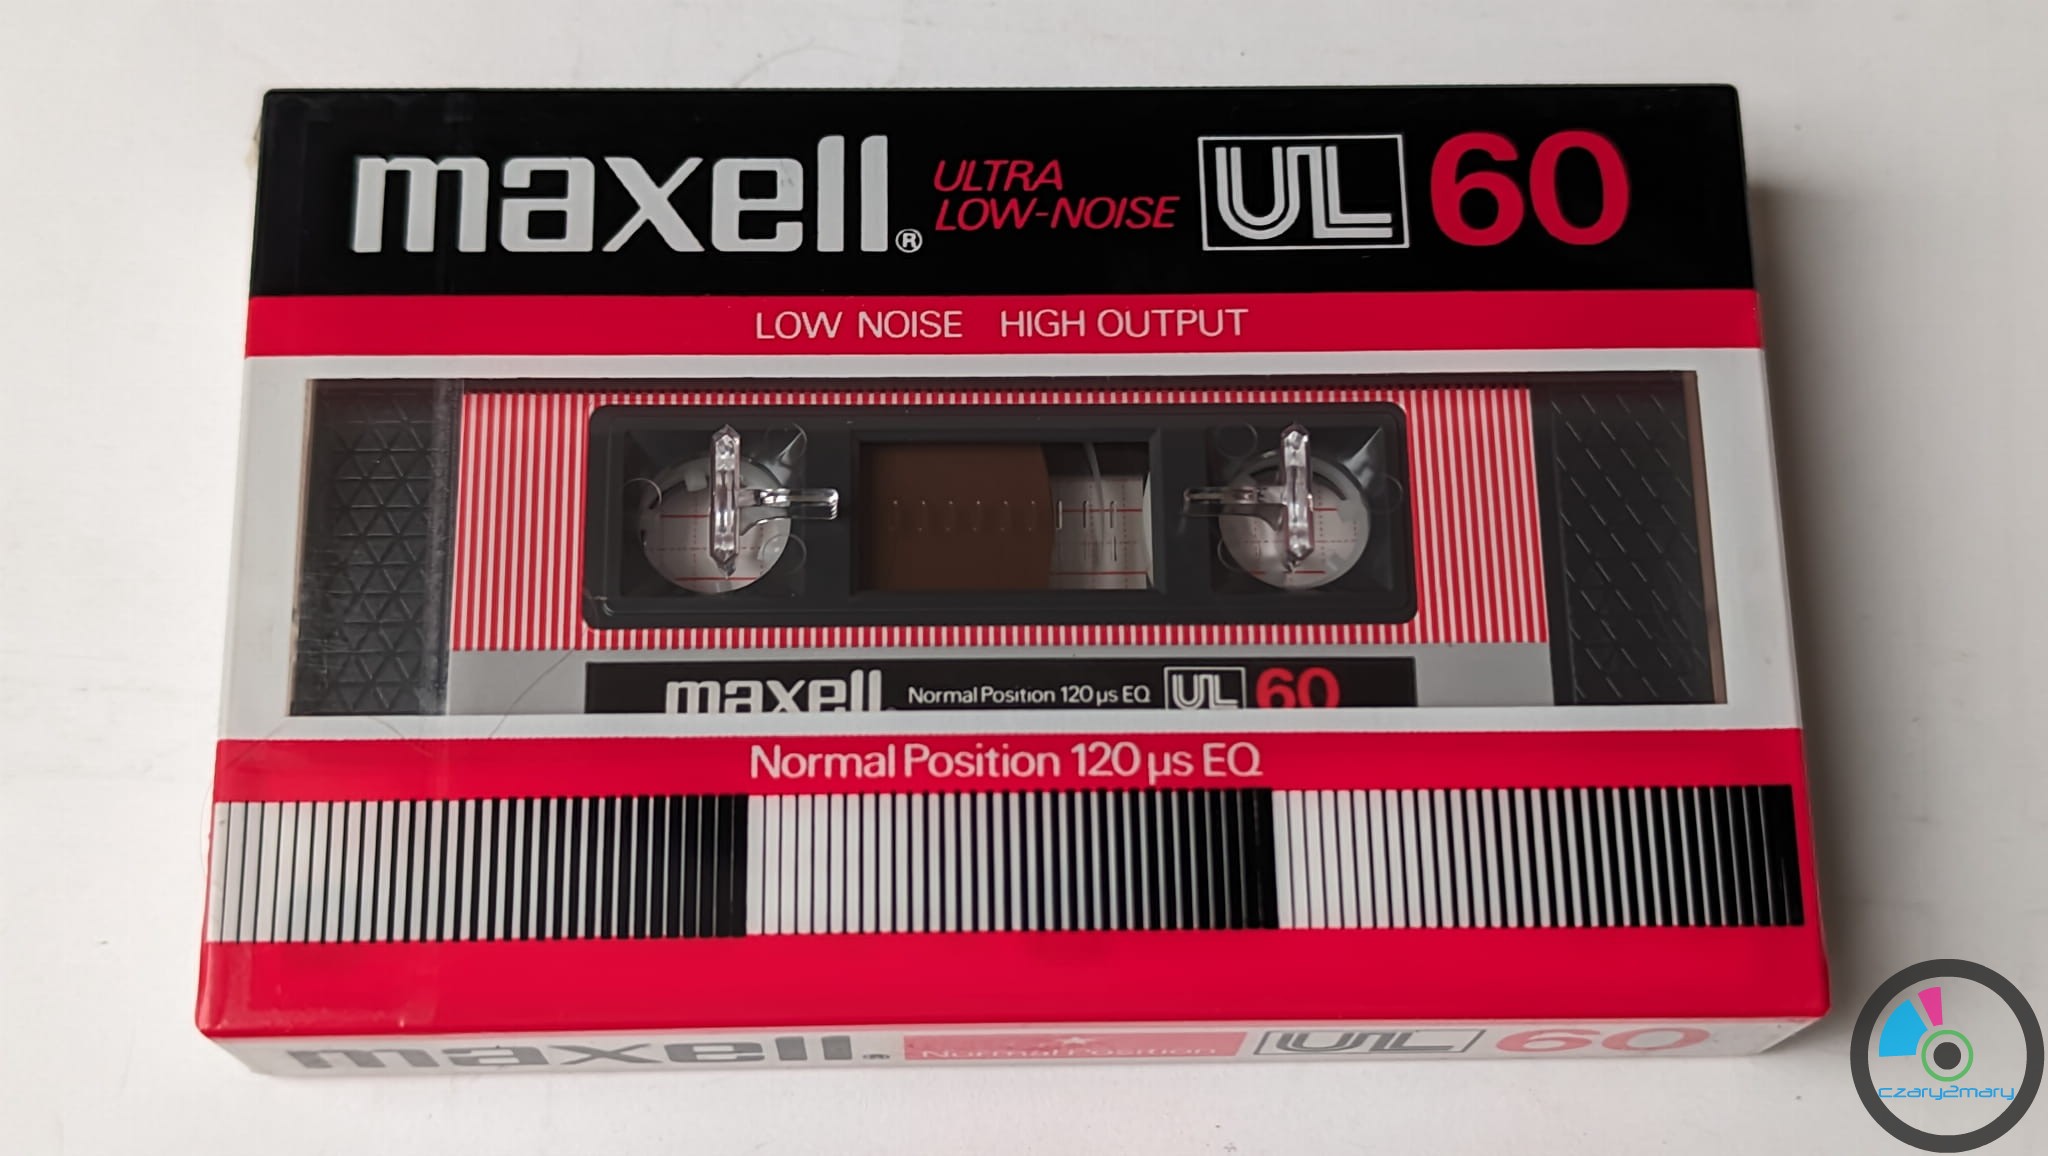 maxell® ULTRA LOW-NOISE UL 60
LOW NOISE HIGH OUTPUT
maxell Normal Position 120 µs EQ UL 60
Normal Position 120 µs EQ
maxell® Normal Position UL 60
czary2mary